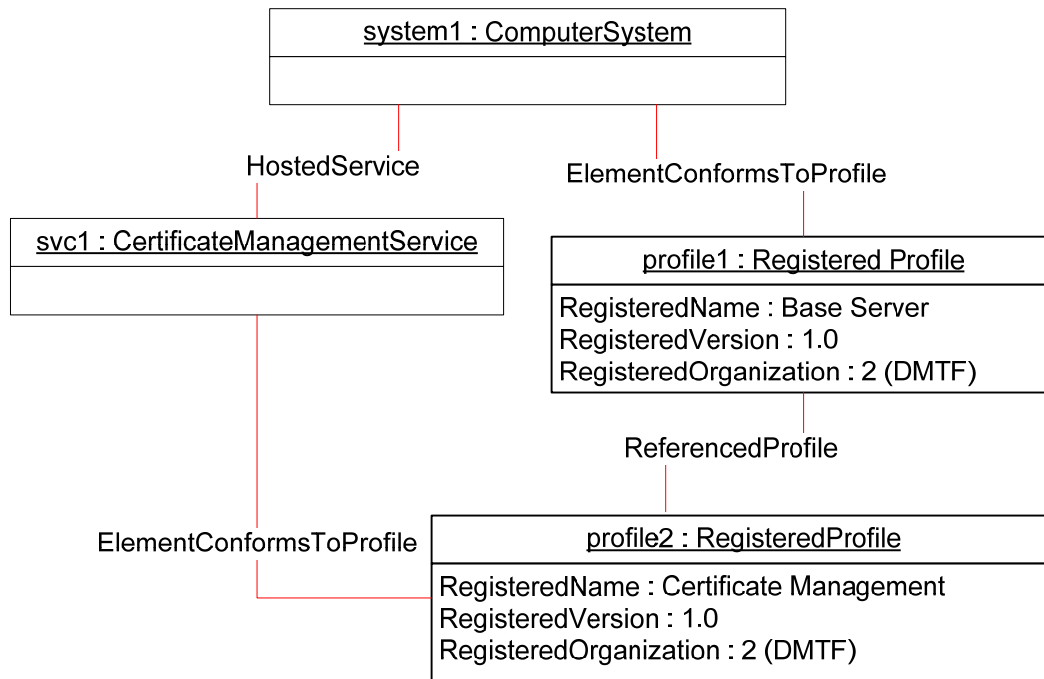 system1 : ComputerSystem
HostedService
ElementConformsToProfile
svc1 : CertificateManagementService
profile1 : Registered Profile
RegisteredName : Base Server
RegisteredVersion : 1.0
RegisteredOrganization : 2 (DMTF)
ReferencedProfile
ElementConformsToProfile
profile2 : RegisteredProfile
RegisteredName : Certificate Management
RegisteredVersion : 1.0
RegisteredOrganization : 2 (DMTF)